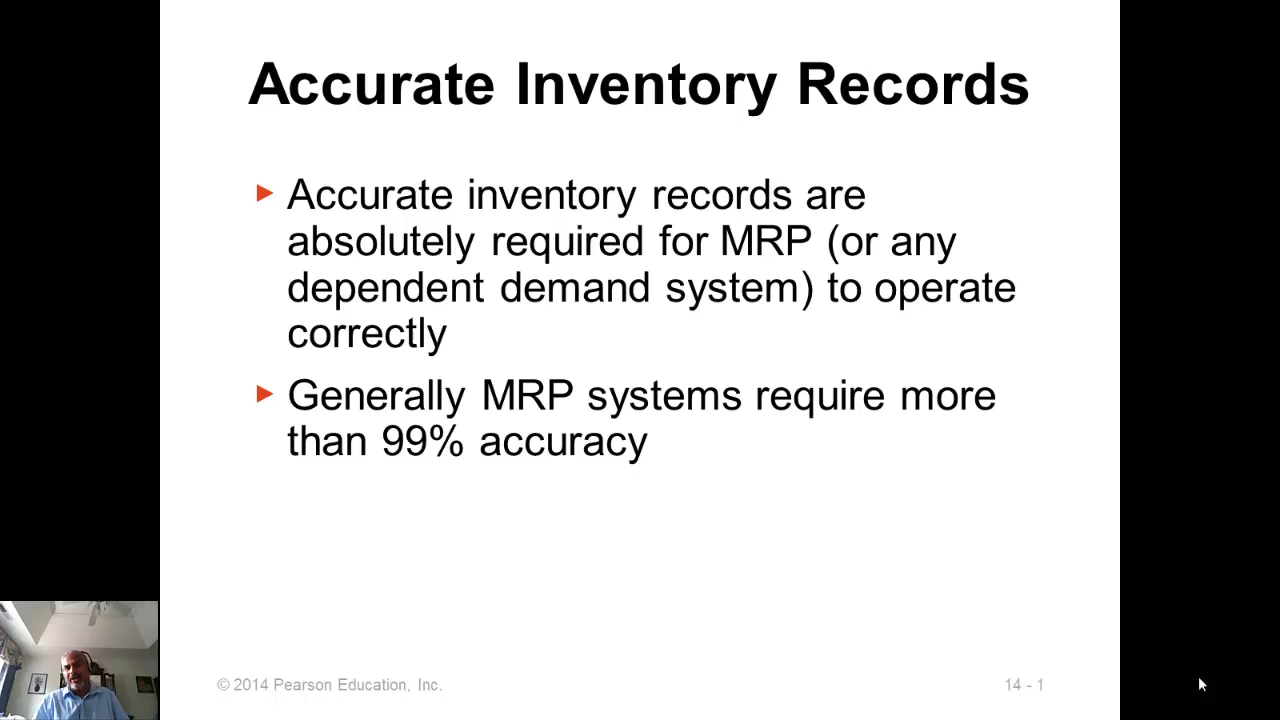 Accurate Inventory Records
Accurate inventory records are
absolutely required for MRP (or any
dependent demand system) to operate
correctly
Generally MRP systems require more
than 99% accuracy
© 2014 Pearson Education, Inc.
14 - 1